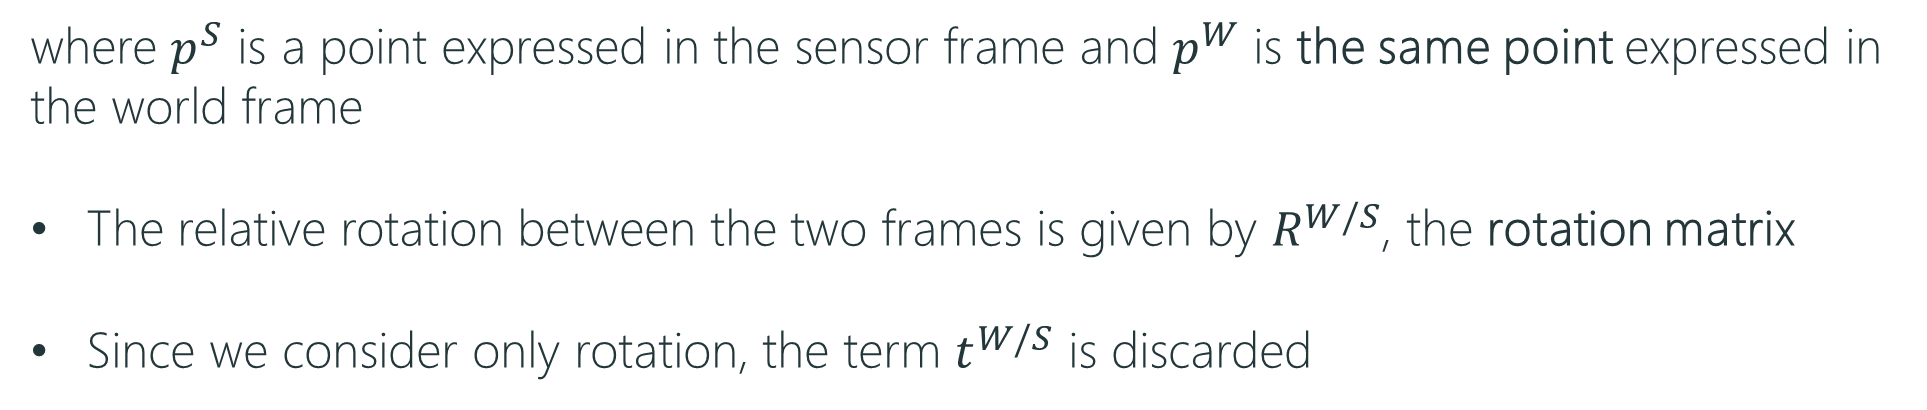 where p^S is a point expressed in the sensor frame and p^W is the same point expressed in
the world frame
• The relative rotation between the two frames is given by R^W/S, the rotation matrix
• Since we consider only rotation, the term t^W/S is discarded